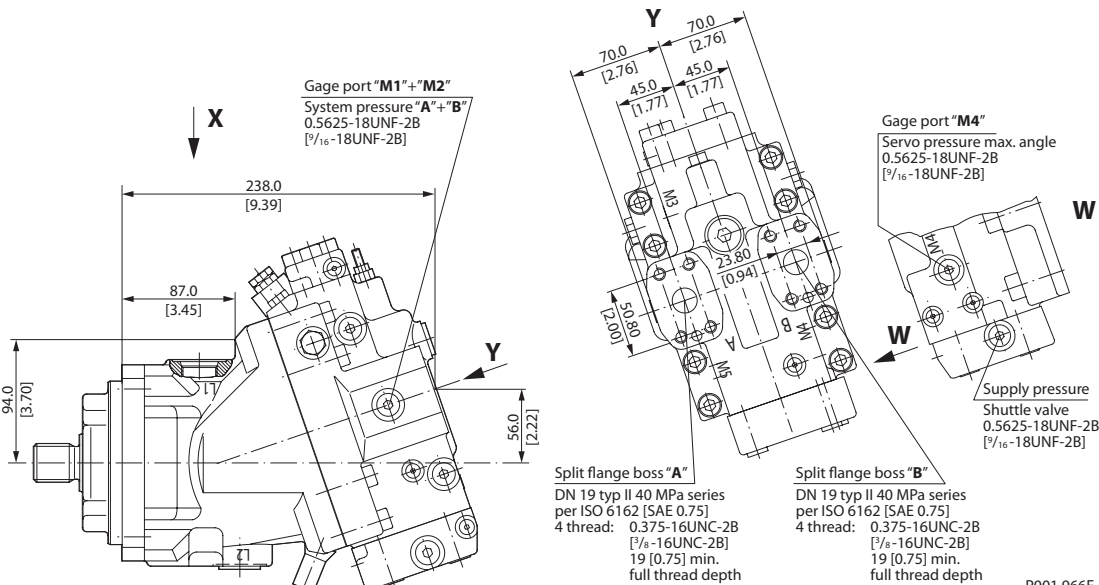 Gage port "M1"+"M2"
System pressure "A"+"B"
0.5625-18UNF-2B
[9/16-18UNF-2B]
X
238.0
[9.39]
87.0
[3.45]
94.0
[3.70]
L1
L2
Y
56.0
[2.22]
Y
70.0
[2.76]
70.0
[2.76]
45.0
[1.77]
45.0
[1.77]
M3
23.80
[0.94]
50.80
[2.00]
A
B
M4
M5
W
Gage port "M4"
Servo pressure max. angle
0.5625-18UNF-2B
[9/16-18UNF-2B]
W
M4
Supply pressure
Shuttle valve
0.5625-18UNF-2B
[9/16-18UNF-2B]
Split flange boss "A"
DN 19 typ II 40 MPa series
per ISO 6162 [SAE 0.75]
4 thread: 0.375-16UNC-2B
[3/8-16UNC-2B]
19 [0.75] min.
full thread depth
Split flange boss "B"
DN 19 typ II 40 MPa series
per ISO 6162 [SAE 0.75]
4 thread: 0.375-16UNC-2B
[3/8-16UNC-2B]
19 [0.75] min.
full thread depth